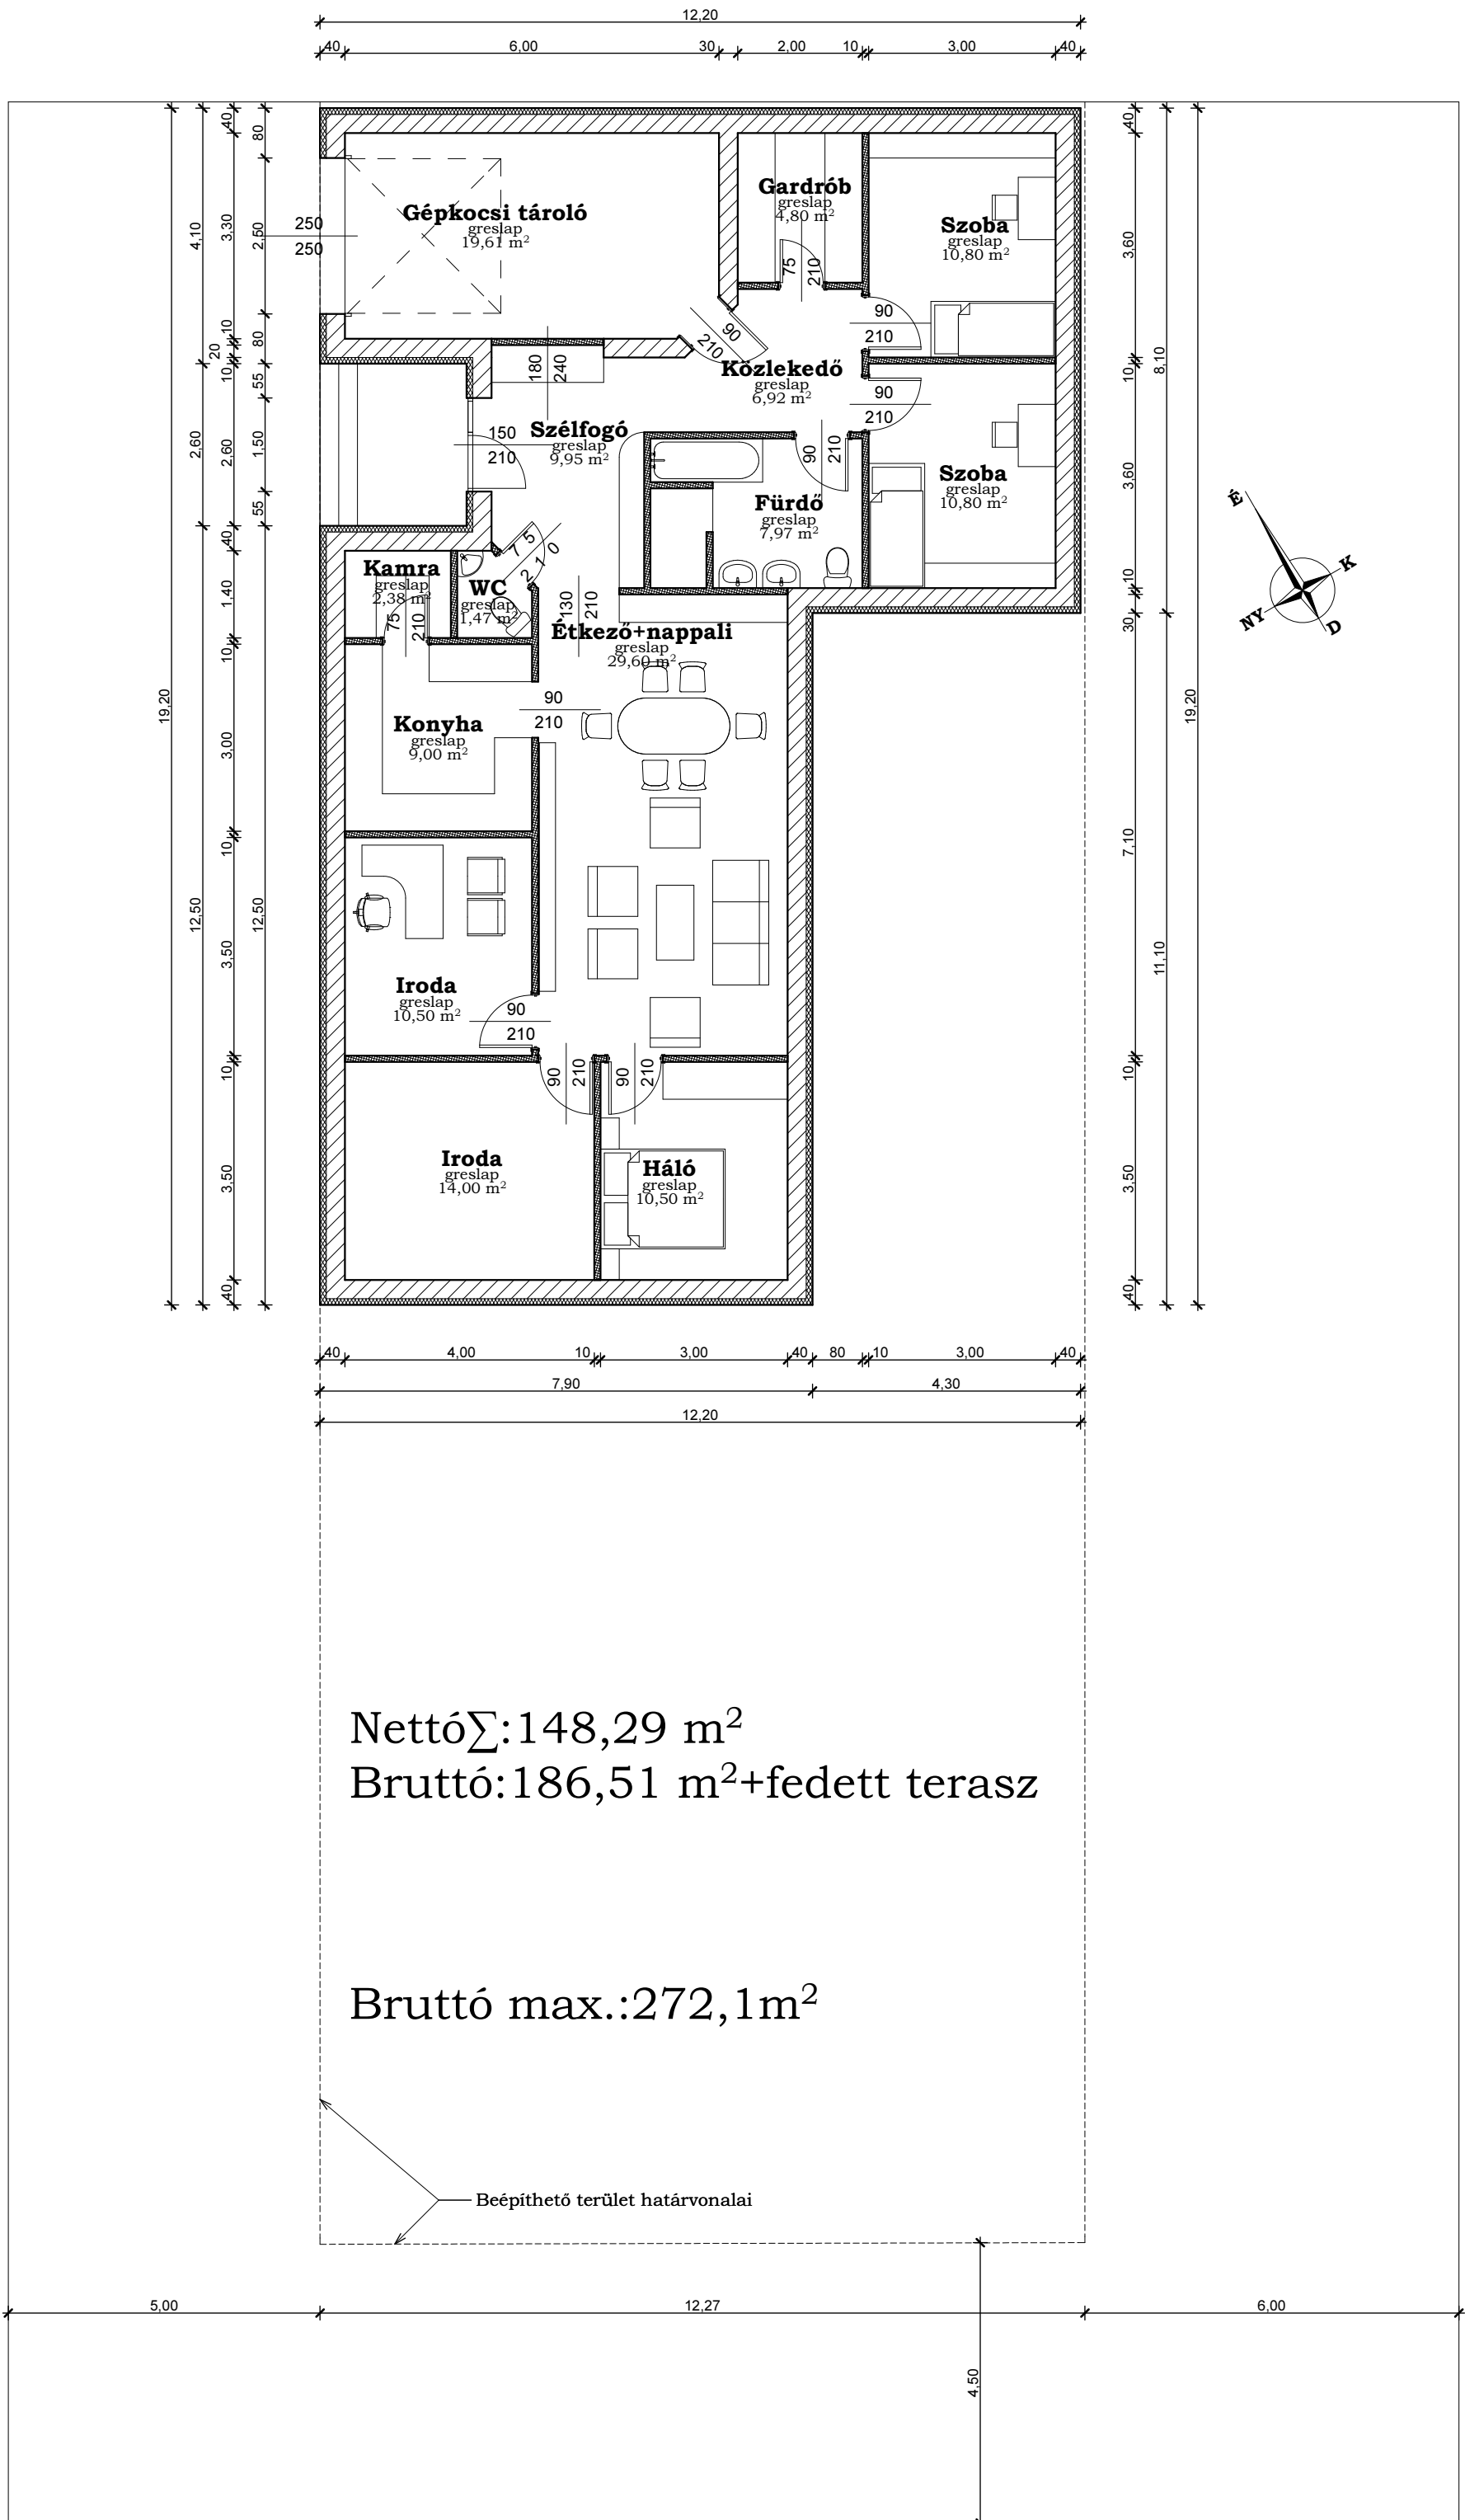 12,20
40 6,00 30 2,00 10 3,00 40
40
80
40
4,10
3,30
2,50
250
250
Gépkocsi tároló
greslap
19,61 m²
Gardrób
greslap
4,80 m²
75
210
Szoba
greslap
10,80 m²
3,60
8,10
90
210
90
210
10
20
10
80
55
180
240
Közlekedő
greslap
6,92 m²
90
210
10
2,60
2,60
1,50
55
150
210
Szélfogó
greslap
9,95 m²
90
210
Fürdő
greslap
7,97 m²
Szoba
greslap
10,80 m²
3,60
É
K
NY
D
40
1,40
10
75
210
Kamra
greslap
2,38 m²
75
210
WC
greslap
1,47 m²
130
210
Étkező+nappali
greslap
29,60 m²
10
30
19,20
19,20
3,00
Konyha
greslap
9,00 m²
90
210
7,10
10
12,50
12,50
3,50
11,10
Iroda
greslap
10,50 m²
90
210
10
90
210
90
210
10
3,50
Iroda
greslap
14,00 m²
Háló
greslap
10,50 m²
3,50
40
40
40 4,00 10 3,00 40 80 10 3,00 40
7,90 4,30
12,20
Nettó∑:148,29 m²
Bruttó:186,51 m²+fedett terasz
Bruttó max.:272,1m²
Beépíthető terület határvonalai
5,00 12,27 6,00
4,50